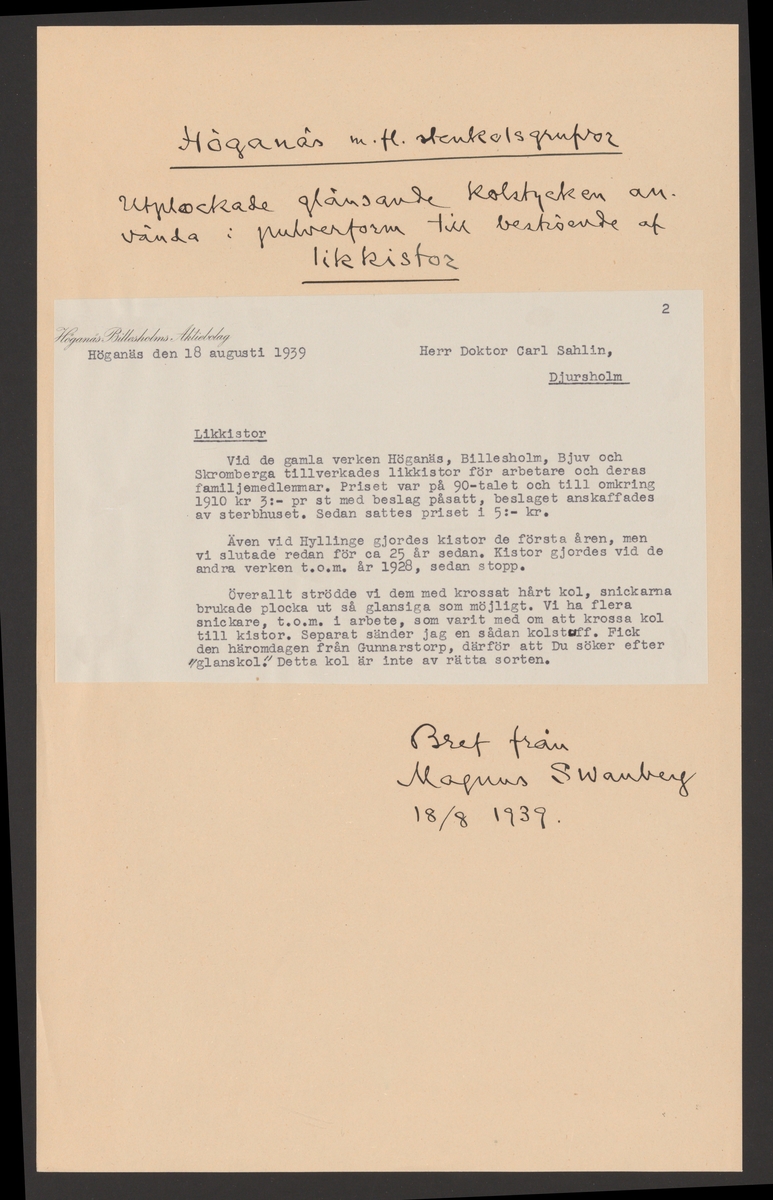 Höganäs m.fl. stenkolsgrufvor
Utplockade glänsande kolstycken an-
vända i pulverform till beströende af
likkistor
2
Höganäs-Billesholms Aktiebolag
Höganäs den 18 augusti 1939
Herr Doktor Carl Sahlin,
Djursholm
Likkistor
Vid de gamla verken Höganäs, Billesholm, Bjuv och
Skromberga tillverkades likkistor för arbetare och deras
familjemedlemmar. Priset var på 90-talet och till omkring
1910 kr 3:- pr st med beslag påsatt, beslaget anskaffades
av sterbhuset. Sedan sattes priset i 5:- kr.
Även vid Hyllinge gjordes kistor de första åren, men
vi slutade redan för ca 25 år sedan. Kistor gjordes vid de
andra verken t.o.m. år 1928, sedan stopp.
Överallt strödde vi dem med krossat hårt kol, snickarna
brukade plocka ut så glansiga som möjligt. Vi ha flera
snickare, t.o.m. i arbete, som varit med om att krossa kol
till kistor. Separat sänder jag en sådan kolstuff. Fick
den häromdagen från Gunnarstorp, därför att Du söker efter
"glanskol". Detta kol är inte av rätta sorten.
Bref från
Magnus Swanberg
18/8 1939.